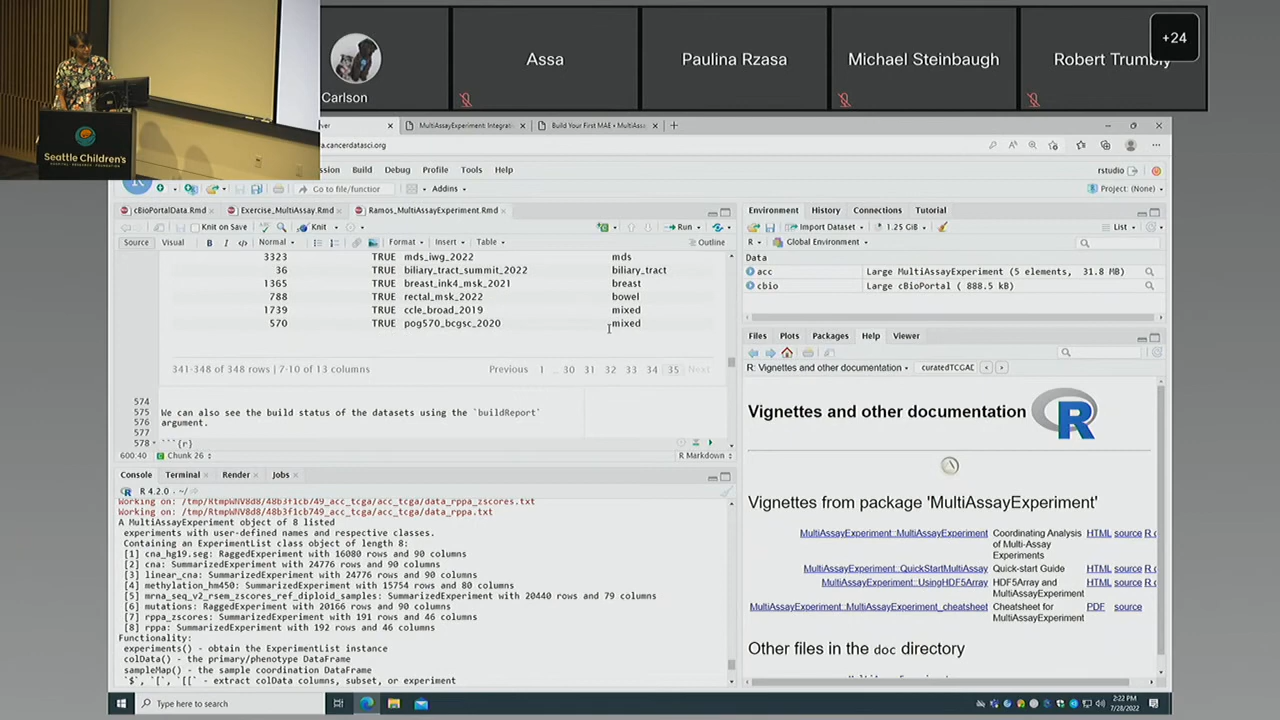 Seattle Children's
HOSPITAL • RESEARCH • FOUNDATION
Carlson
Assa
Paulina Rzasa
Michael Steinbaugh
Robert Trumbly
+24
MultiAssayExperiment: Integrati
Build Your First MAE • MultiAss
a.cancerdatasci.org
Build Debug Profile Tools Help
rstudio
Go to file/function
Addins
Project: (None)
cBioPortalData.Rmd
Exercise_MultiAssay.Rmd
Ramos_MultiAssayExperiment.Rmd
Knit on Save
Knit
Run
Source Visual
B I </> Normal
Format Insert Table
Outline
3323 TRUE mds_iwg_2022 mds
36 TRUE biliary_tract_summit_2022 biliary_tract
1365 TRUE breast_ink4_msk_2021 breast
788 TRUE rectal_msk_2022 bowel
1739 TRUE ccle_broad_2019 mixed
570 TRUE pog570_bcgsc_2020 mixed
341-348 of 348 rows | 7-10 of 13 columns
Previous 1 ... 30 31 32 33 34 35 Next
574
575 We can also see the build status of the datasets using the `buildReport`
argument.
577
578 ```{r}
600:40 Chunk 26
R Markdown
Console Terminal Render Jobs
R 4.2.0 · ~/
Working on: /tmp/RtmpWNV8d8/48b3f1cb749_acc_tcga/acc_tcga/data_rppa_zscores.txt
Working on: /tmp/RtmpWNV8d8/48b3f1cb749_acc_tcga/acc_tcga/data_rppa.txt
A MultiAssayExperiment object of 8 listed
experiments with user-defined names and respective classes.
Containing an ExperimentList class object of length 8:
[1] cna_hg19.seg: RaggedExperiment with 16080 rows and 90 columns
[2] cna: SummarizedExperiment with 24776 rows and 90 columns
[3] linear_cna: SummarizedExperiment with 24776 rows and 90 columns
[4] methylation_hm450: SummarizedExperiment with 15754 rows and 80 columns
[5] mrna_seq_v2_rsem_zscores_ref_diploid_samples: SummarizedExperiment with 20440 rows and 79 columns
[6] mutations: RaggedExperiment with 20166 rows and 90 columns
[7] rppa_zscores: SummarizedExperiment with 191 rows and 46 columns
[8] rppa: SummarizedExperiment with 192 rows and 46 columns
Functionality:
experiments() - obtain the ExperimentList instance
colData() - the primary/phenotype DataFrame
sampleMap() - the sample coordination DataFrame
`$`, `[`, `[[` - extract colData columns, subset, or experiment
Environment History Connections Tutorial
Import Dataset
1.25 GiB
List
R
Global Environment
Data
acc Large MultiAssayExperiment (5 elements, 31.8 MB)
cbio Large cBioPortal ( 888.5 kB)
Files Plots Packages Help Viewer
R: Vignettes and other documentation
curatedTCGAD
Vignettes and other documentation
Vignettes from package 'MultiAssayExperiment'
MultiAssayExperiment::MultiAssayExperiment Coordinating Analysis of Multi-Assay Experiments HTML source R c
MultiAssayExperiment::QuickStartMultiAssay Quick-start Guide HTML source R c
MultiAssayExperiment::UsingHDF5Array HDF5Array and MultiAssayExperiment HTML source R c
MultiAssayExperiment::MultiAssayExperiment_cheatsheet Cheatsheet for MultiAssayExperiment PDF source
Other files in the doc directory
Type here to search
2:22 PM
7/28/2022